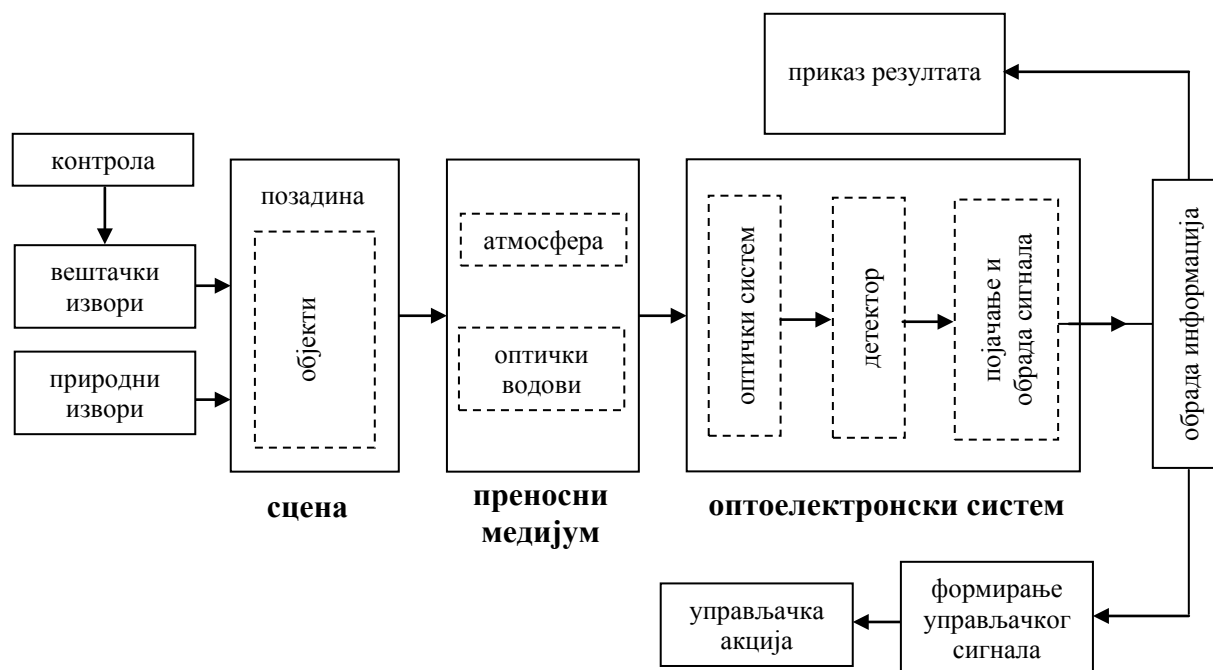 приказ резултата
контрола
вештачки
извори
природни
извори
позадина
објекти
сцена
атмосфера
оптички
водови
преносни
медијум
оптички систем
детектор
појачање и
обрада сигнала
оптоелектронски систем
обрада информација
формирање
управљачког
сигнала
управљачка
акција